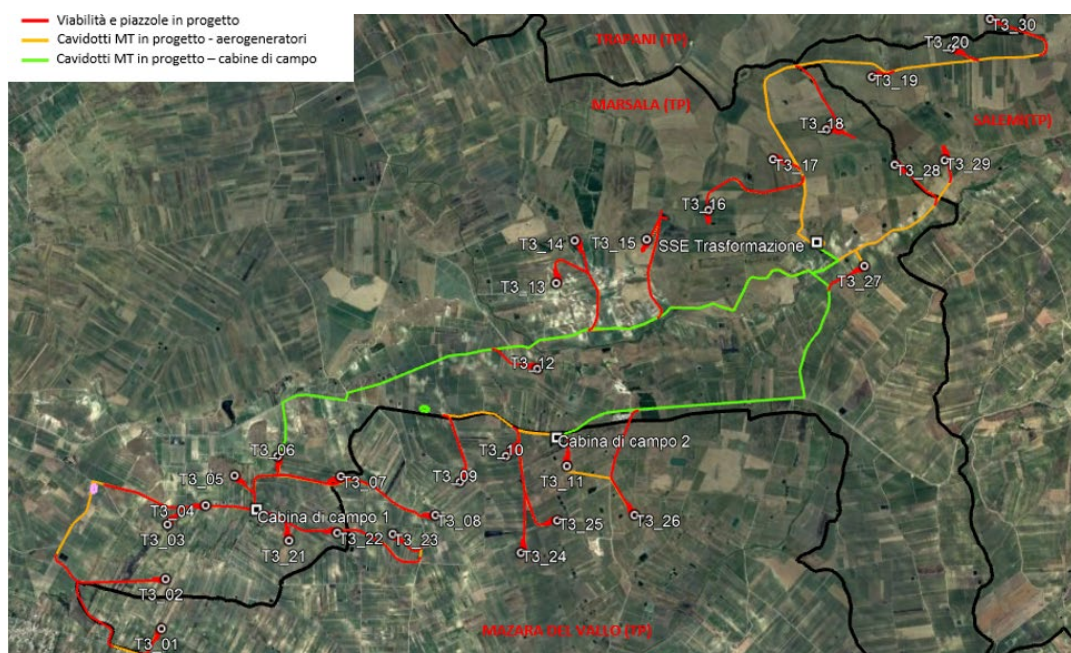 Viabilità e piazzole in progetto
Cavidotti MT in progetto - aerogeneratori
Cavidotti MT in progetto – cabine di campo
T3_30
TRAPANI (TP)
T3_20
T3_19
MARSALA (TP)
SALEMI(TP)
T3_18
T3_17
T3_28
T3_29
T3_16
T3_14
T3_15
SSE Trasformazione
T3_13
T3_27
T3_12
T3_06
T3_10
Cabina di campo 2
T3_05
T3_07
T3_09
T3_11
T3_04
Cabina di campo 1
T3_08
T3_03
T3_21
T3_22
T3_23
T3_25
T3_26
T3_24
T3_02
T3_01
MAZARA DEL VALLO (TP)